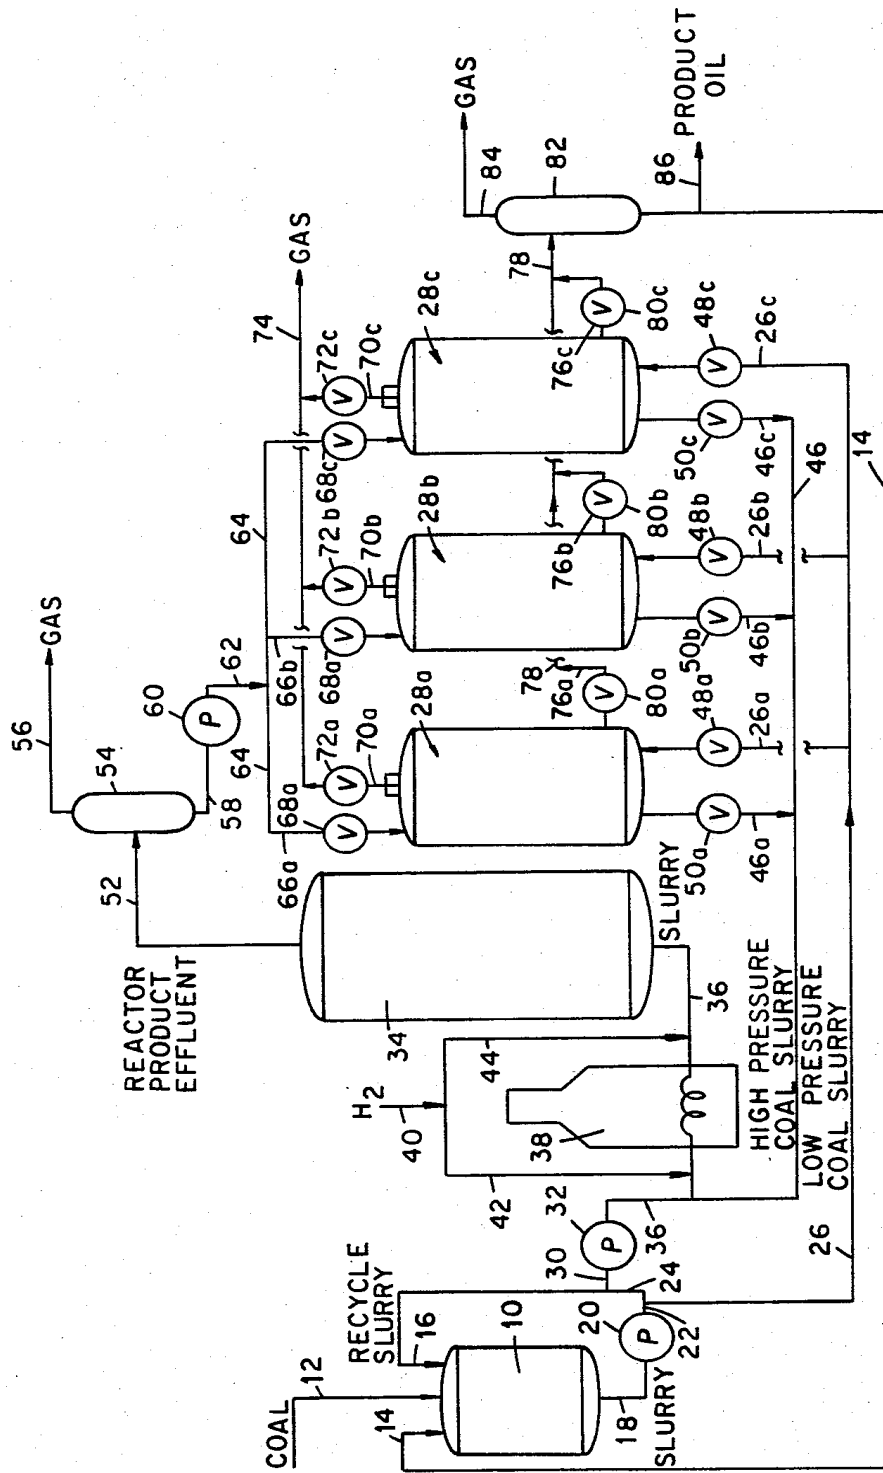 COAL
12
14
RECYCLE
SLURRY
16
10
18
SLURRY
20
22
24
26
30
P
P
32
36
H2
40
42
44
38
36
REACTOR
PRODUCT
EFFLUENT
34
SLURRY
HIGH PRESSURE
COAL SLURRY
LOW PRESSURE
COAL SLURRY
52
54
56
GAS
58
60
P
62
64
64
66a
66b
68a
V
72a
V
70a
28a
68a
V
72b
V
70b
28b
68c
V
72c
V
70c
28c
74
GAS
78
76a
V
80a
76b
V
80b
76c
V
80c
78
50a
V
46a
48a
V
26a
50b
V
46b
48b
V
26b
50c
V
46c
48c
V
26c
46
14
82
84
GAS
86
PRODUCT
OIL